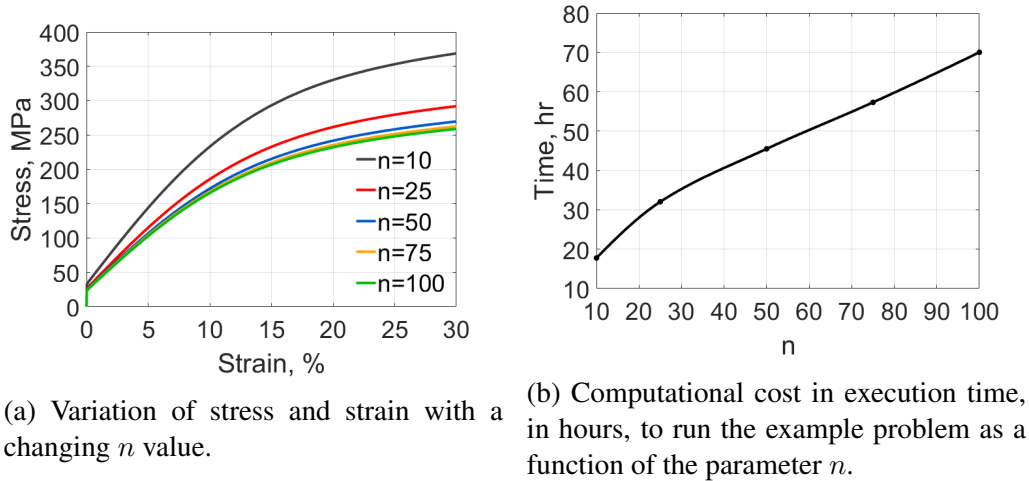 400
350
300
250
200
150
100
50
0
Stress, MPa
0 5 10 15 20 25 30
Strain, %
n=10
n=25
n=50
n=75
n=100
(a) Variation of stress and strain with a
changing n value.
80
70
60
50
40
30
20
10
Time, hr
10 20 30 40 50 60 70 80 90 100
n
(b) Computational cost in execution time,
in hours, to run the example problem as a
function of the parameter n.